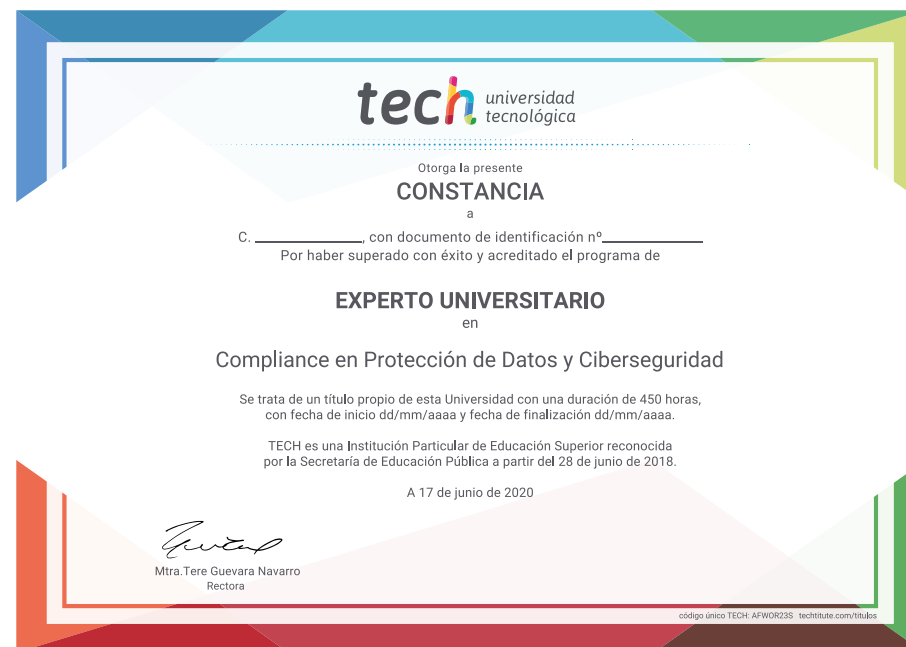 tech universidad
tecnológica
Otorga la presente
CONSTANCIA
a
C. ____________, con documento de identificación nº____________
Por haber superado con éxito y acreditado el programa de
EXPERTO UNIVERSITARIO
en
Compliance en Protección de Datos y Ciberseguridad
Se trata de un título propio de esta Universidad con una duración de 450 horas,
con fecha de inicio dd/mm/aaaa y fecha de finalización dd/mm/aaaa.
TECH es una Institución Particular de Educación Superior reconocida
por la Secretaría de Educación Pública a partir del 28 de junio de 2018.
A 17 de junio de 2020
Mtra.Tere Guevara Navarro
Rectora
código único TECH: AFWOR23S techtitute.com/titulos